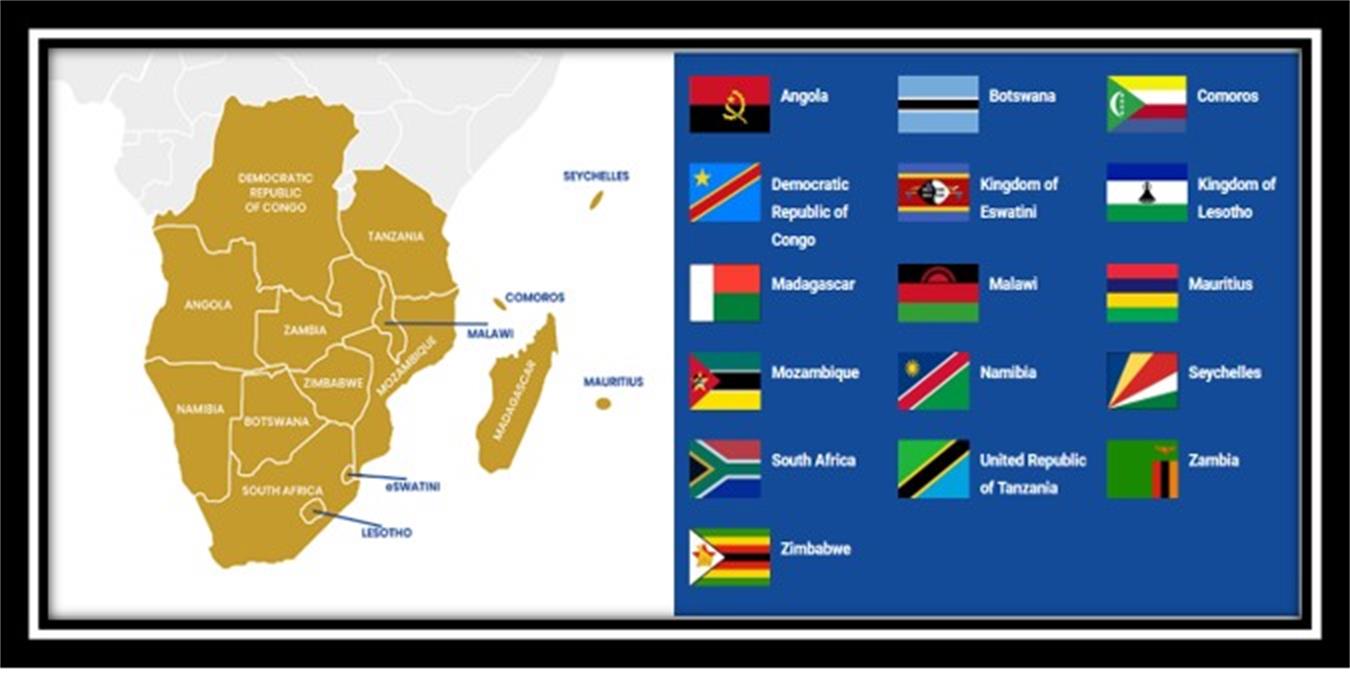 DEMOCRATIC
REPUBLIC
OF CONGO
SEYCHELLES
TANZANIA
ANGOLA
COMOROS
ZAMBIA
MALAWI
MOZAMBIQUE
ZIMBABWE
MADAGASCAR
MAURITIUS
NAMIBIA
BOTSWANA
SOUTH AFRICA
eSWATINI
LESOTHO
Angola
Botswana
Comoros
Democratic
Republic of
Congo
Kingdom of
Eswatini
Kingdom of
Lesotho
Madagascar
Malawi
Mauritius
Mozambique
Namibia
Seychelles
South Africa
United Republic
of Tanzania
Zambia
Zimbabwe